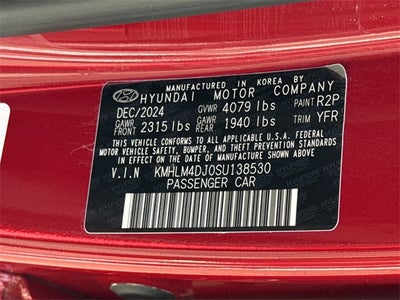 MANUFACTURED IN KOREA BY
HYUNDAI MOTOR COMPANY
DEC/2024 GVWR 4079 lbs PAINT R2P
GAWR FRONT 2315 lbs GAWR REAR 1940 lbs TRIM YFR
THIS VEHICLE CONFORMS TO ALL APPLICABLE U.S.A. FEDERAL
MOTOR VEHICLE SAFETY, BUMPER, AND THEFT PREVENTION
STANDARDS IN EFFECT ON THE DATE OF MANUFACTURE SHOWN ABOVE.
V.I.N KMHLM4DJ0SU138530
PASSENGER CAR